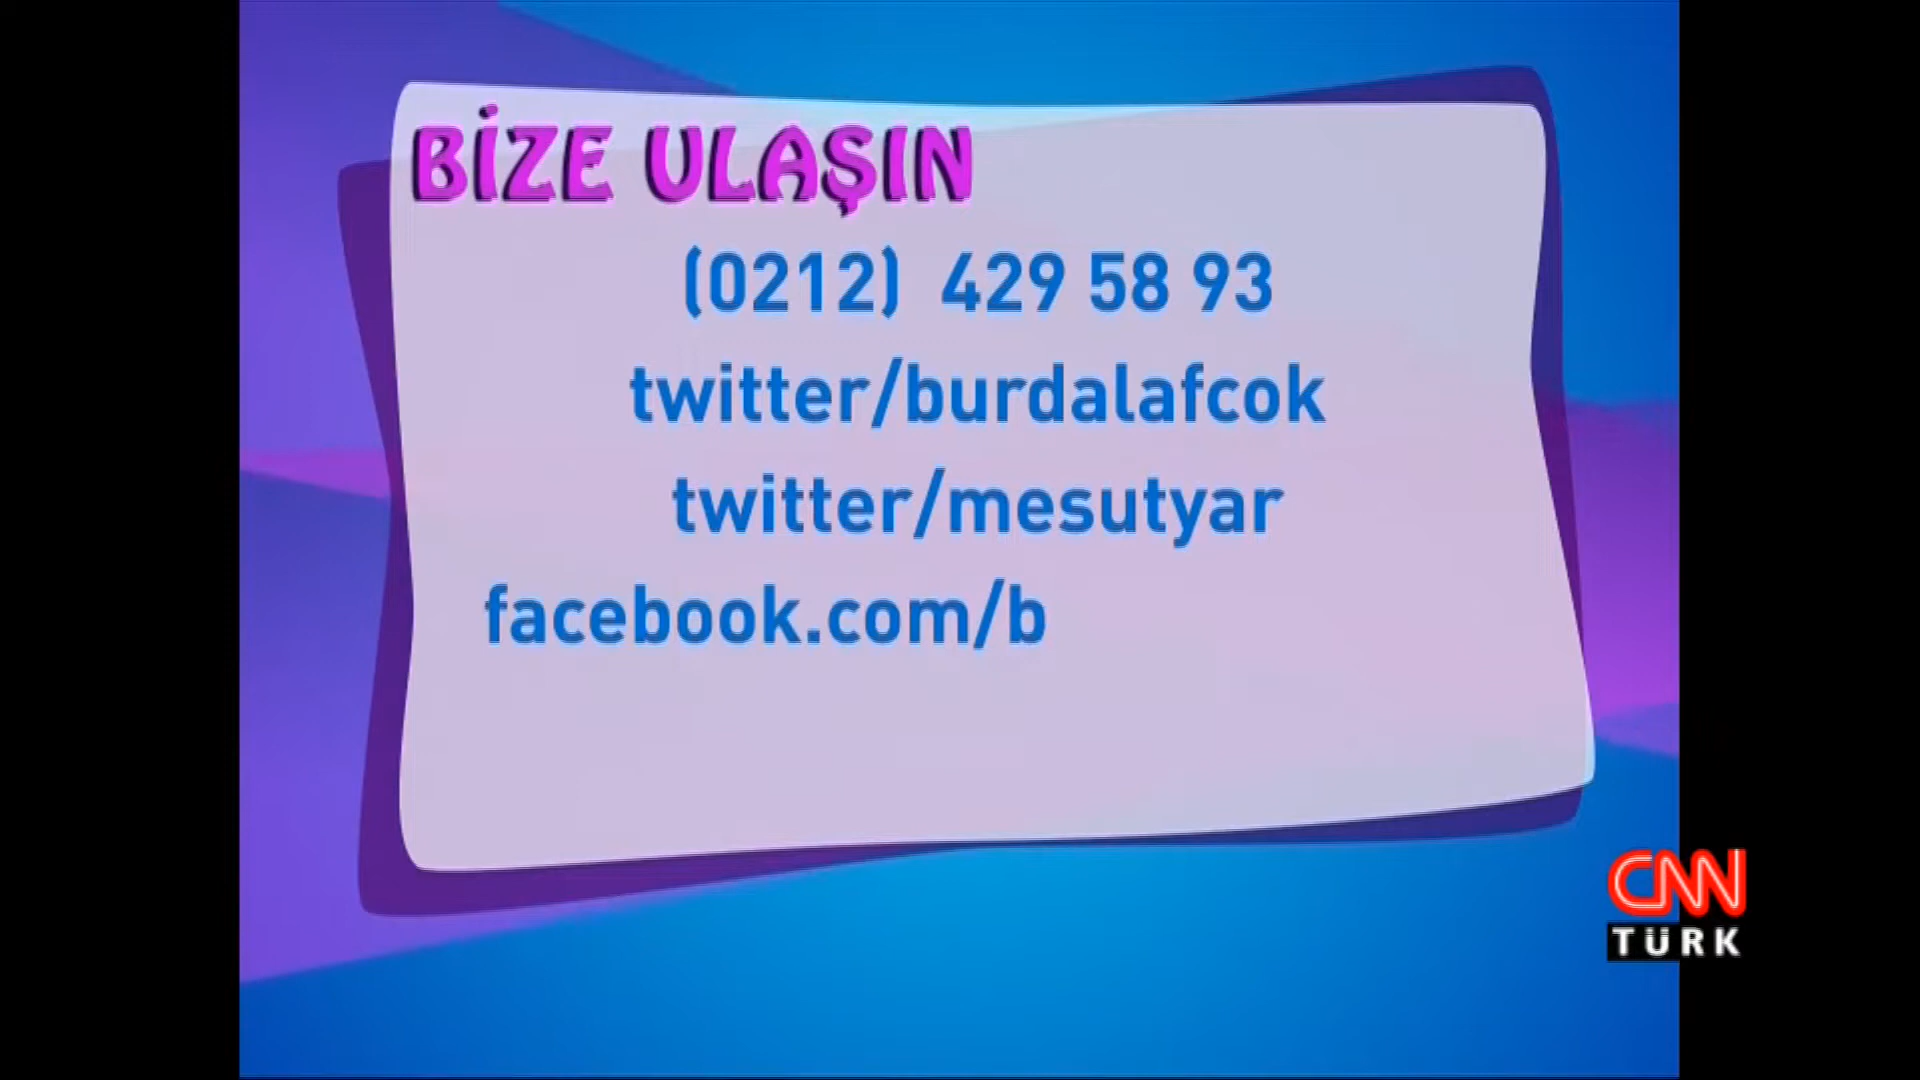 BİZE ULAŞIN
(0212) 429 58 93
twitter/burdalafcok
twitter/mesutyar
facebook.com/b
CNN
TÜRK